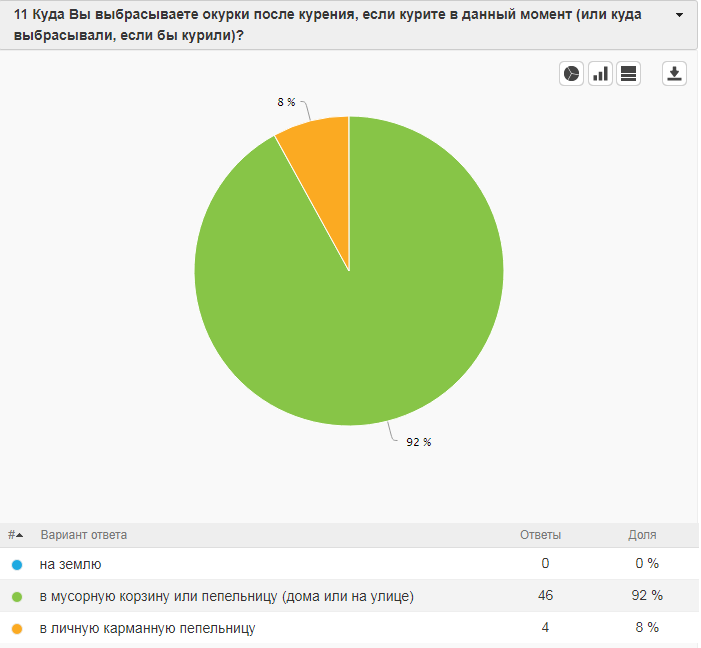 11 Куда Вы выбрасываете окурки после курения, если курите в данный момент (или куда
выбрасывали, если бы курили)?
8 %
92 %
# Вариант ответа Ответы Доля
на землю 0 0 %
в мусорную корзину или пепельницу (дома или на улице) 46 92 %
в личную карманную пепельницу 4 8 %